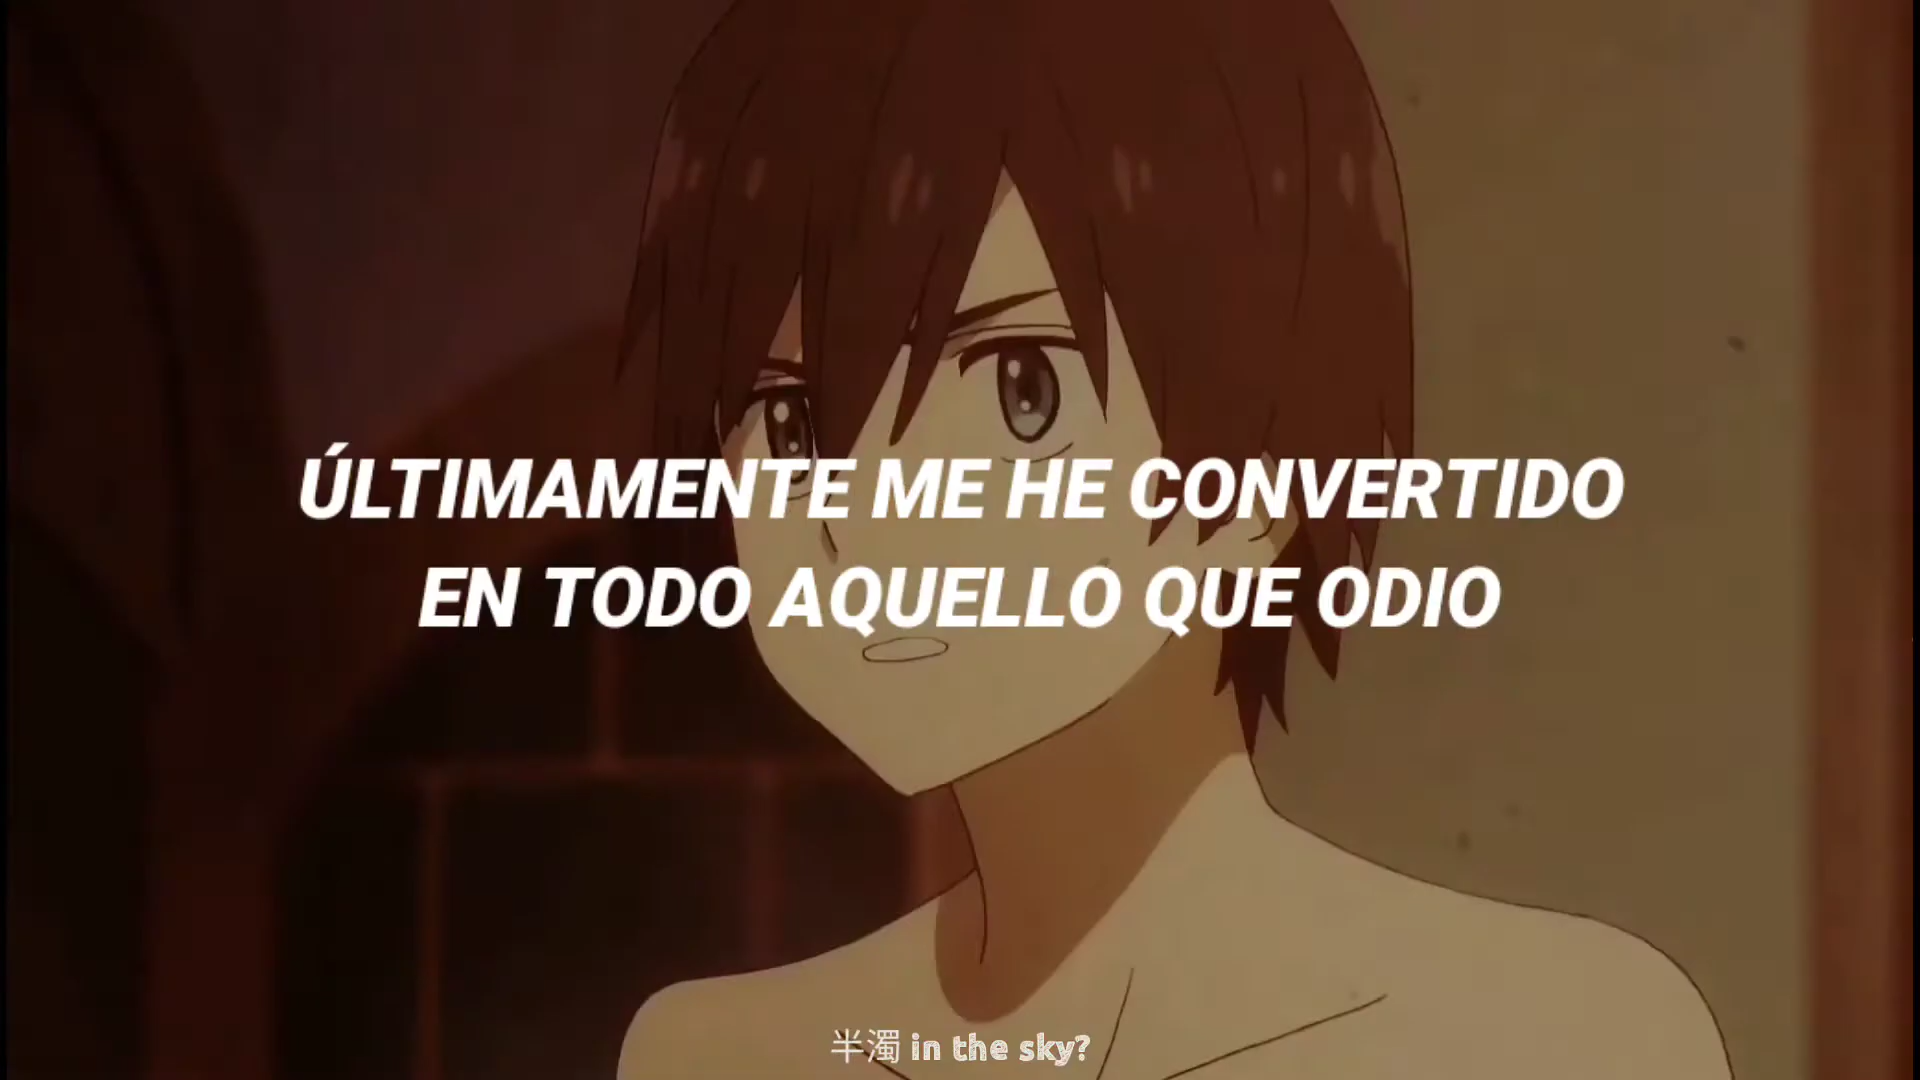 ÚLTIMAMENTE ME HE CONVERTIDO
EN TODO AQUELLO QUE ODIO
半濁 in the sky?